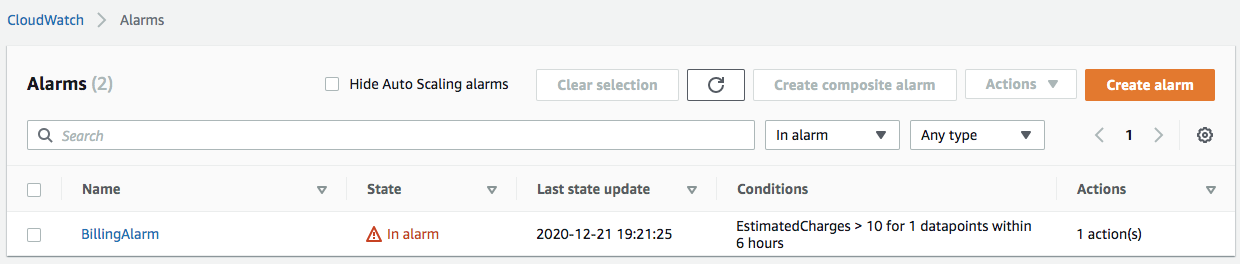 CloudWatch > Alarms
Alarms (2) Hide Auto Scaling alarms Clear selection Create composite alarm Actions Create alarm
Search In alarm Any type 1
Name State Last state update Conditions Actions
BillingAlarm In alarm 2020-12-21 19:21:25 EstimatedCharges > 10 for 1 datapoints within 1 action(s)
6 hours